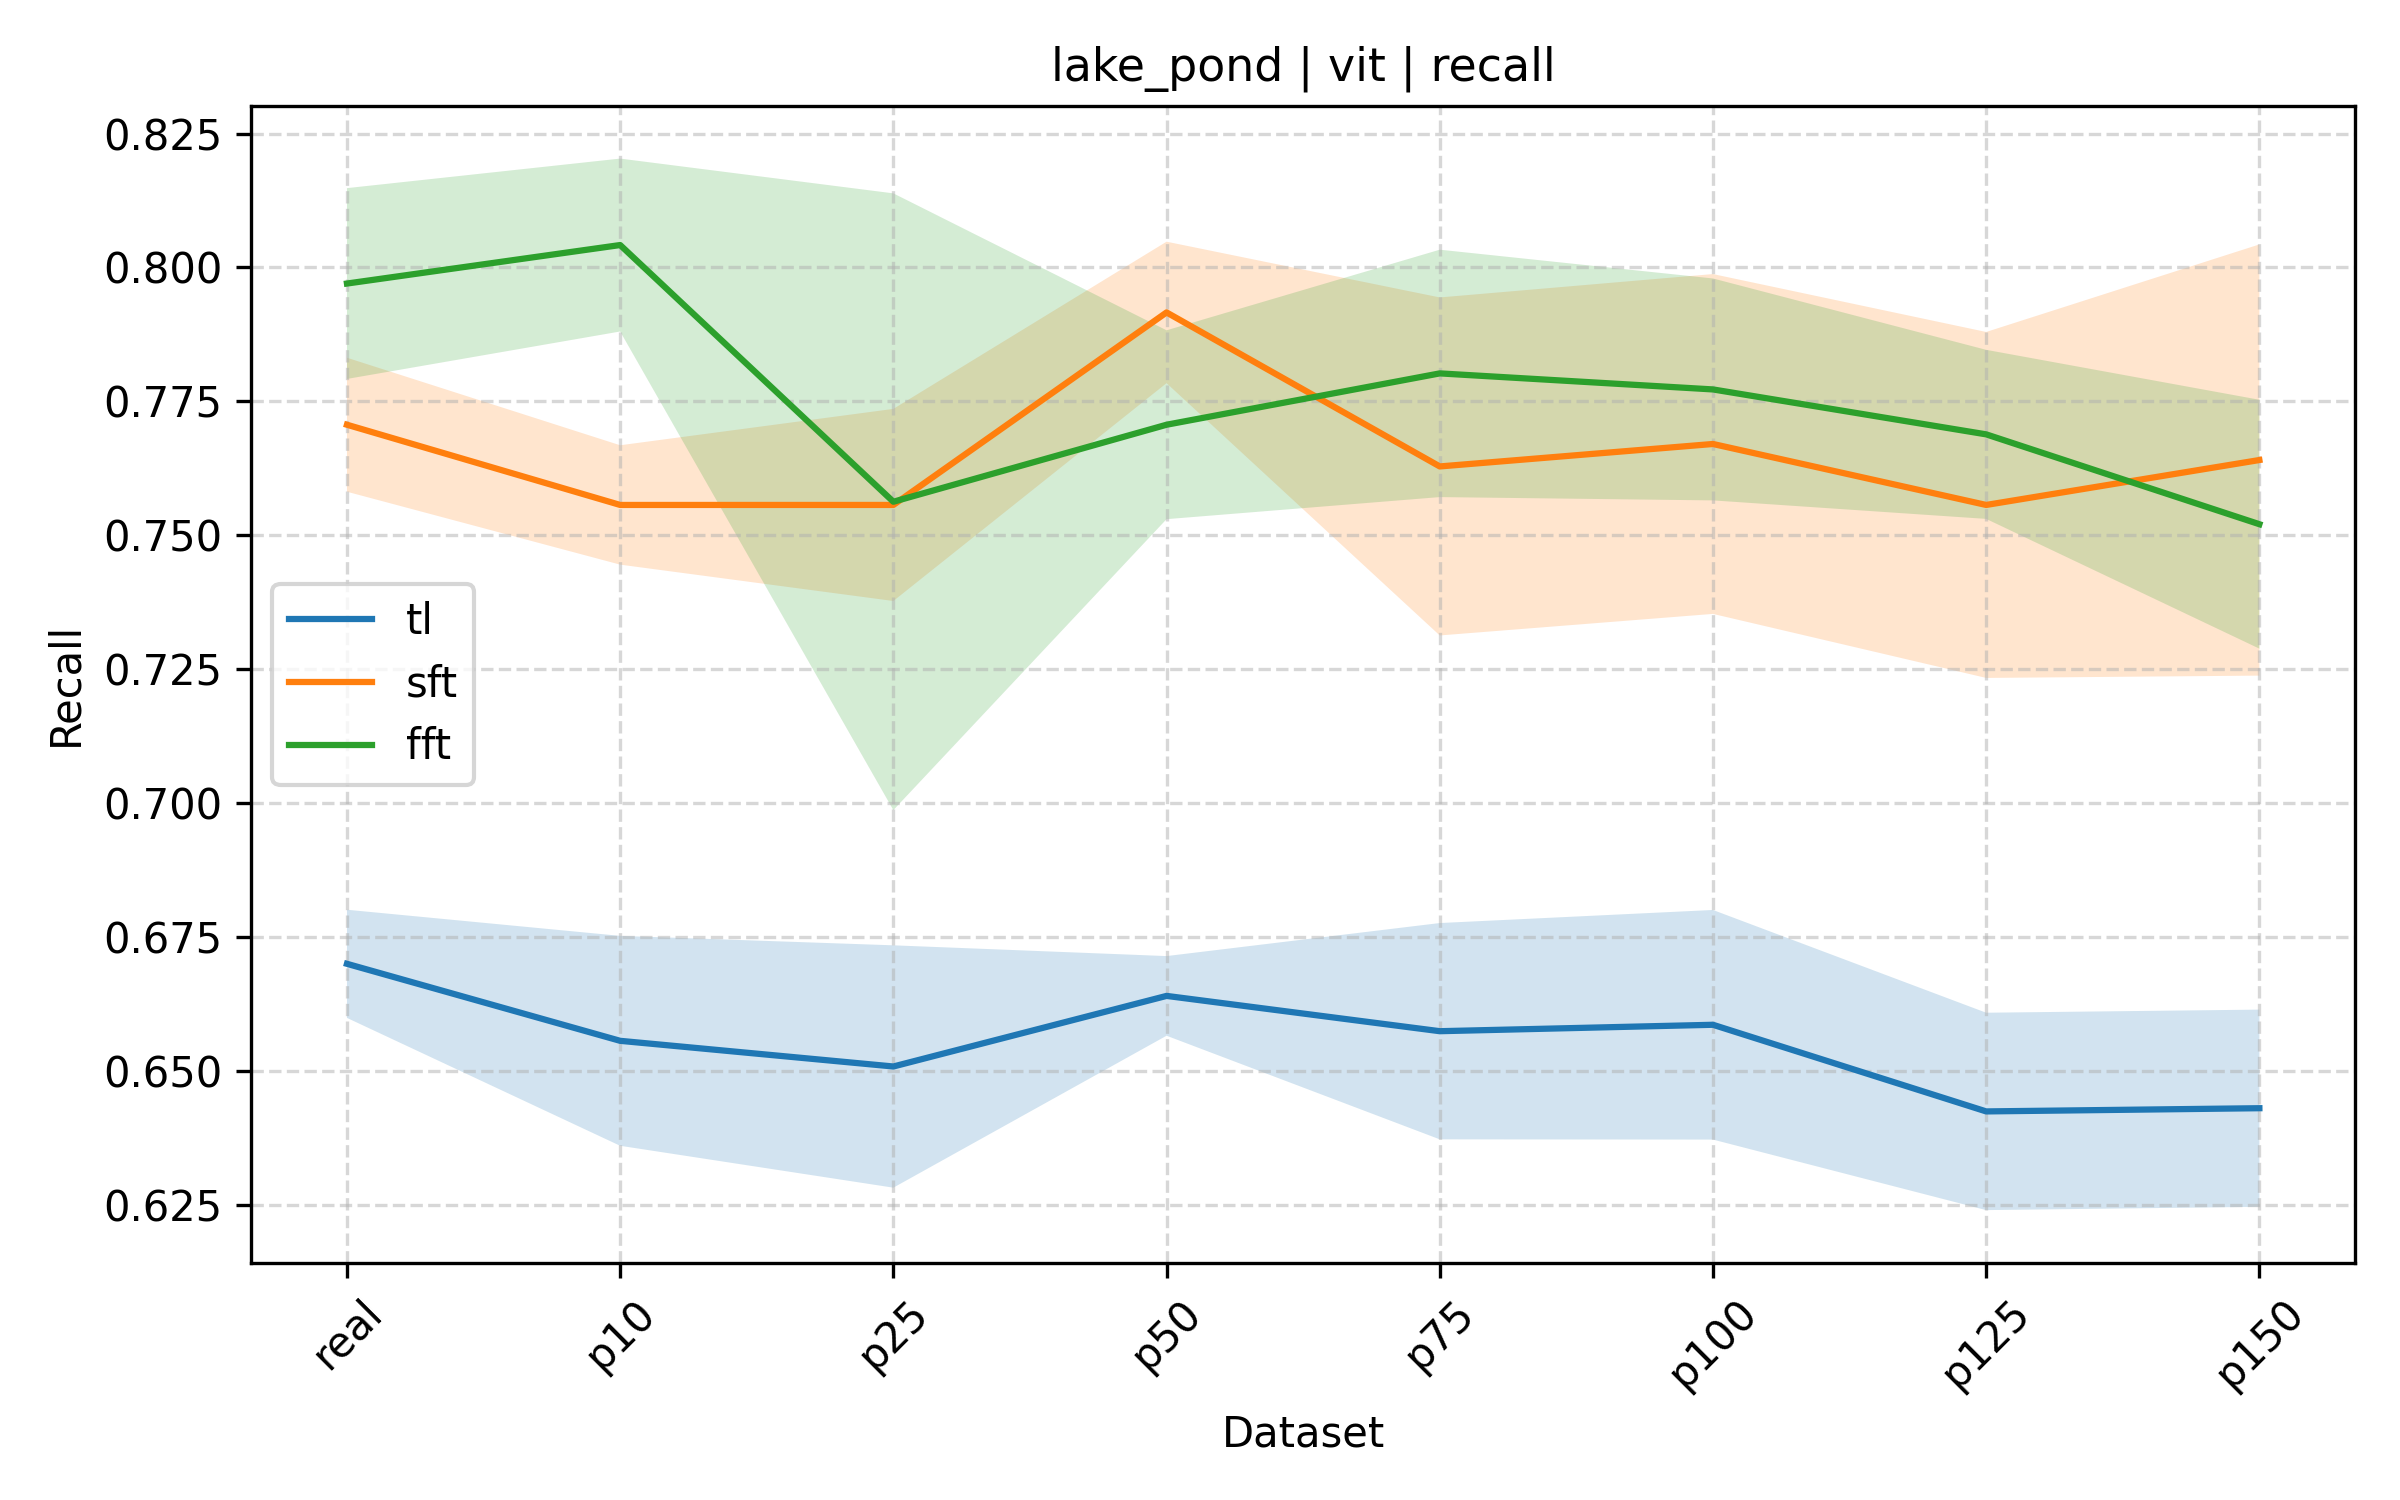 lake_pond | vit | recall
0.825
0.800
0.775
0.750
0.725
0.700
0.675
0.650
0.625
Recall
tl
sft
fft
real
p10
p25
p50
p75
p100
p125
p150
Dataset